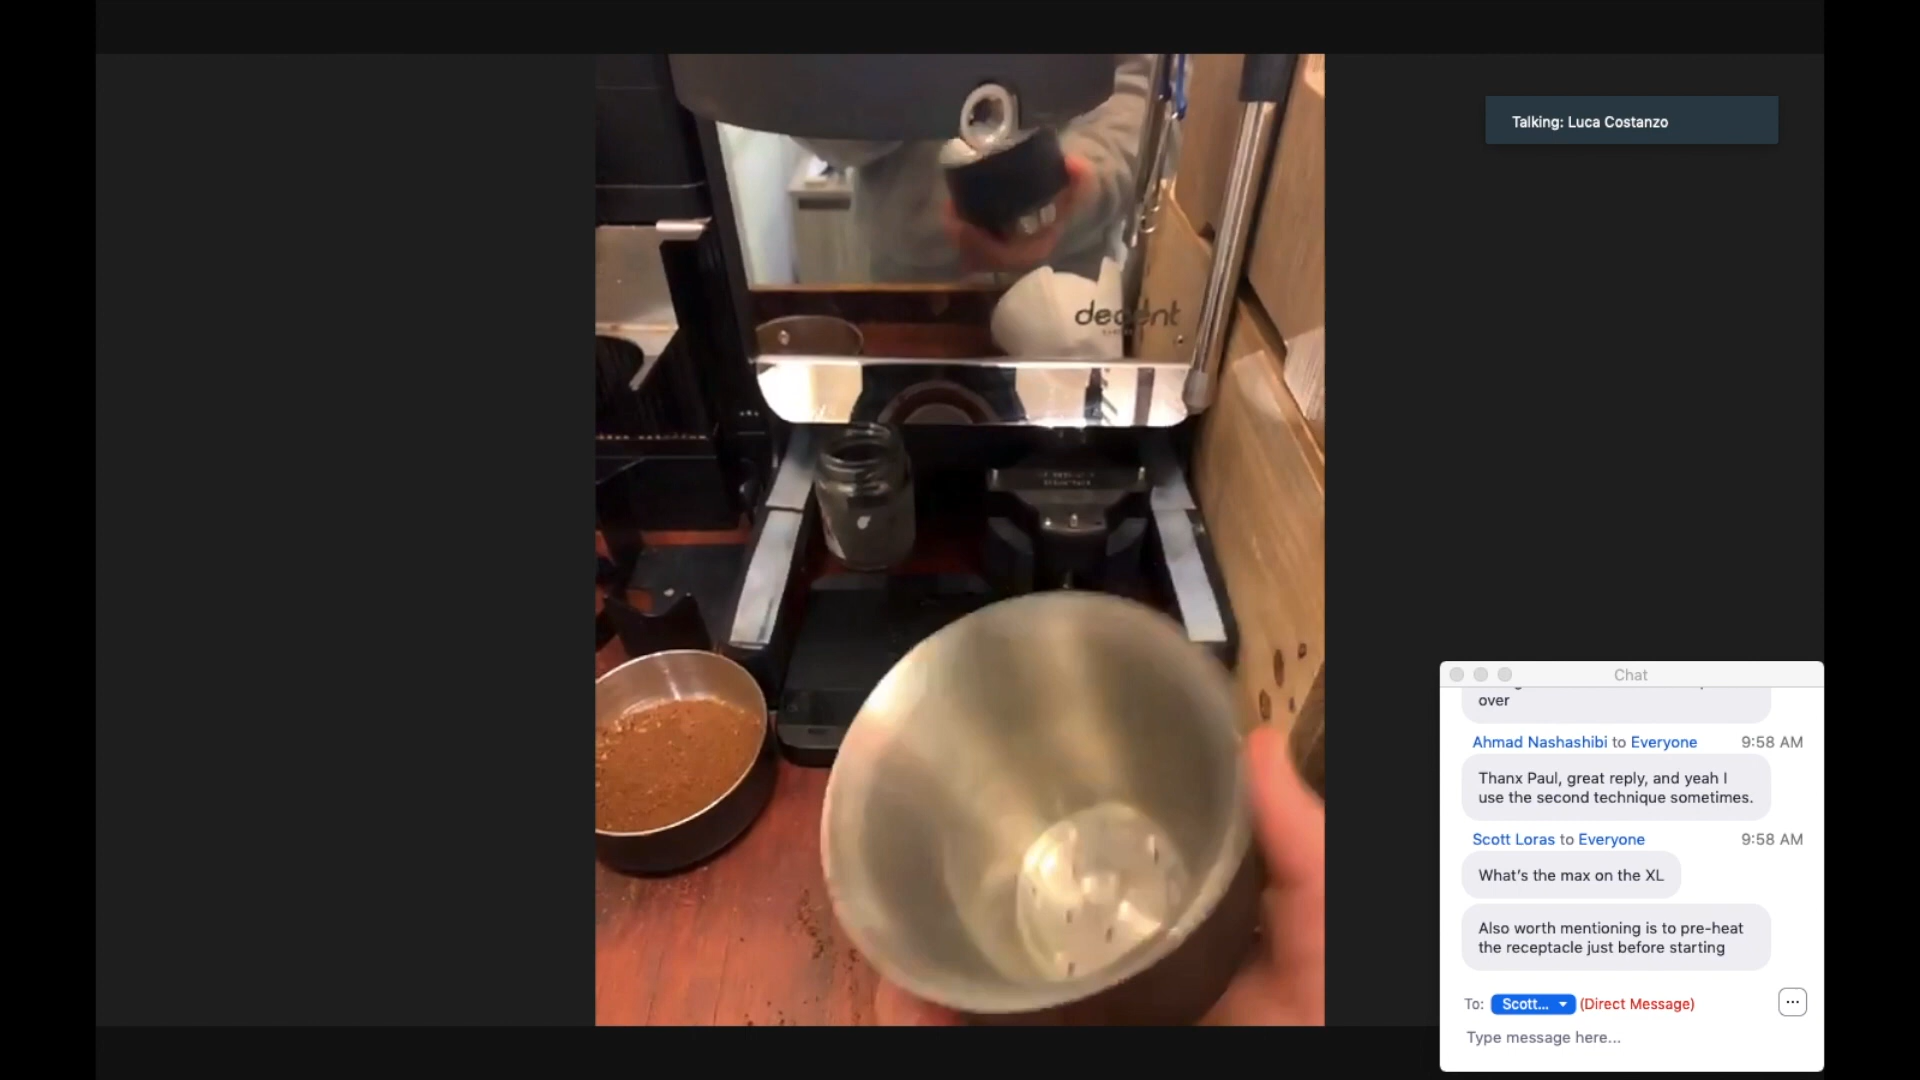 Talking: Luca Costanzo
decent
Chat
over
Ahmad Nashashibi to Everyone 9:58 AM
Thanx Paul, great reply, and yeah I
use the second technique sometimes.
Scott Loras to Everyone 9:58 AM
What's the max on the XL
Also worth mentioning is to pre-heat
the receptacle just before starting
To: Scott... (Direct Message)
Type message here...